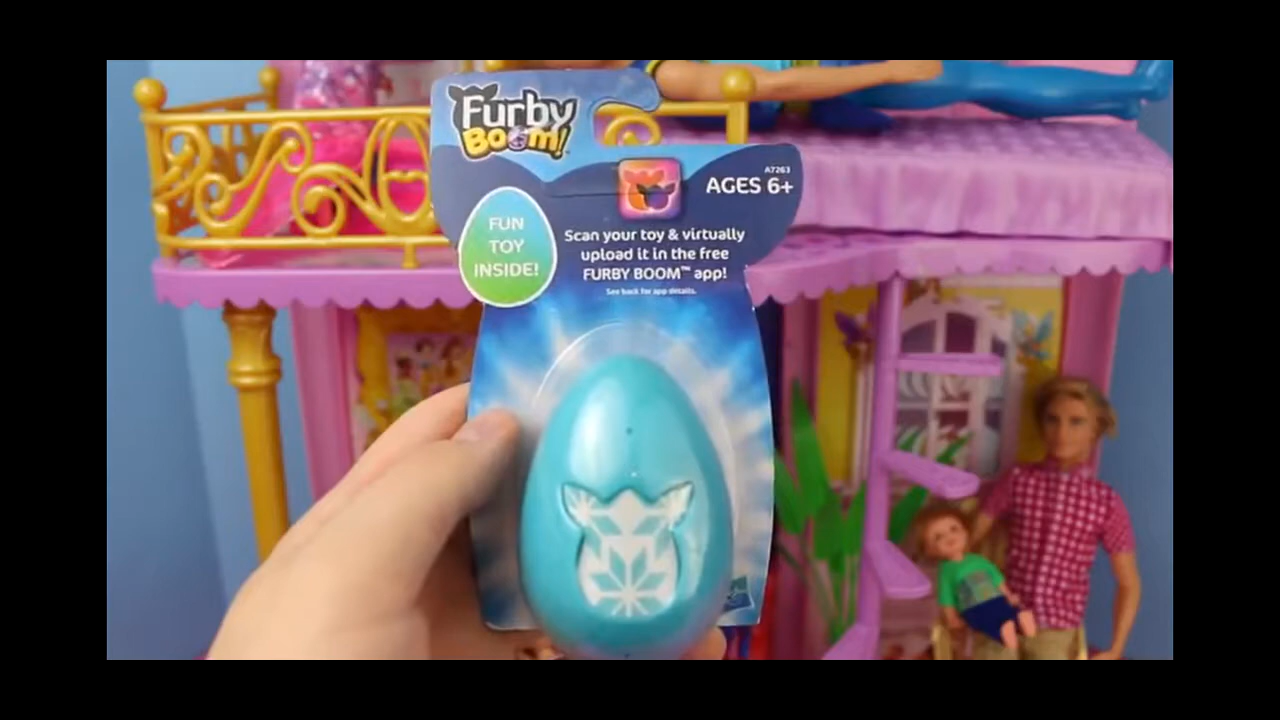 Furby
BOOM!
A7263
AGES 6+
FUN
TOY
INSIDE!
Scan your toy & virtually
upload it in the free
FURBY BOOM™ app!
See back for app details.